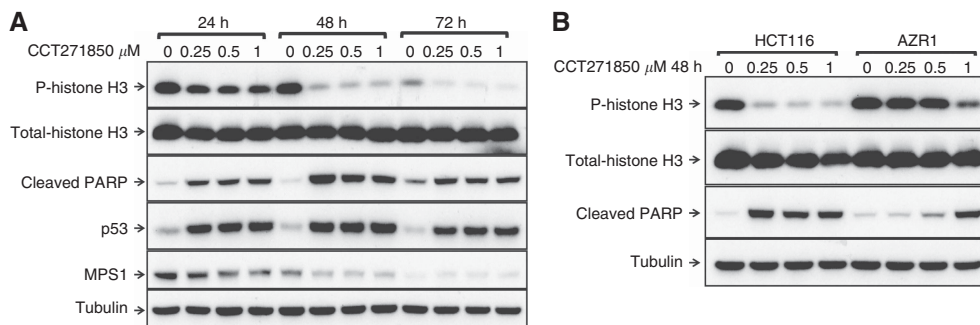 A
24 h 48 h 72 h
CCT271850 μM 0 0.25 0.5 1 0 0.25 0.5 1 0 0.25 0.5 1
P-histone H3
Total-histone H3
Cleaved PARP
p53
MPS1
Tubulin
B
HCT116 AZR1
CCT271850 μM 48 h 0 0.25 0.5 1 0 0.25 0.5 1
P-histone H3
Total-histone H3
Cleaved PARP
Tubulin